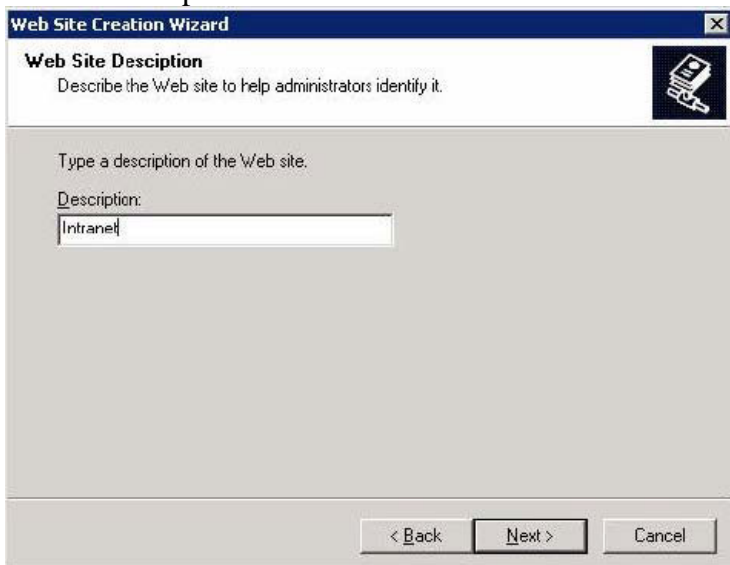 Web Site Creation Wizard
Web Site Desciption
Describe the Web site to help administrators identify it.
Type a description of the Web site.
Description:
Intranet
< Back Next > Cancel